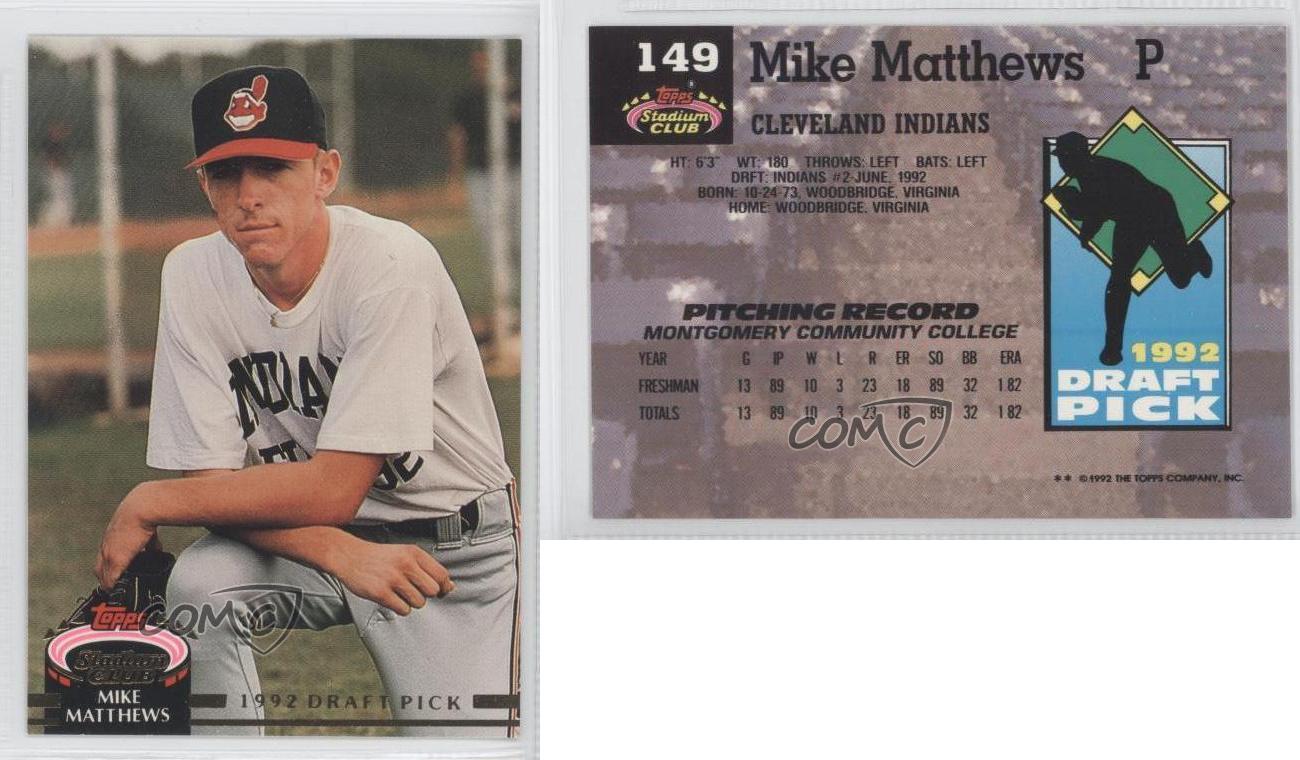 INDIAN
Topps
Stadium
CLUB
MIKE
MATTHEWS
1992 DRAFT PICK
COMC
149
Topps
Stadium
CLUB
Mike Matthews P
CLEVELAND INDIANS
HT: 6'3" WT: 180 THROWS: LEFT BATS: LEFT
DRFT: INDIANS #2-JUNE, 1992
BORN: 10-24-73, WOODBRIDGE, VIRGINIA
HOME: WOODBRIDGE, VIRGINIA
PITCHING RECORD
MONTGOMERY COMMUNITY COLLEGE
YEAR G IP W L R ER SO BB ERA
FRESHMAN 13 89 10 3 23 18 89 32 1.82
TOTALS 13 89 10 3 23 18 89 32 1.82
1992
DRAFT
PICK
COMC
** ©1992 THE TOPPS COMPANY, INC.